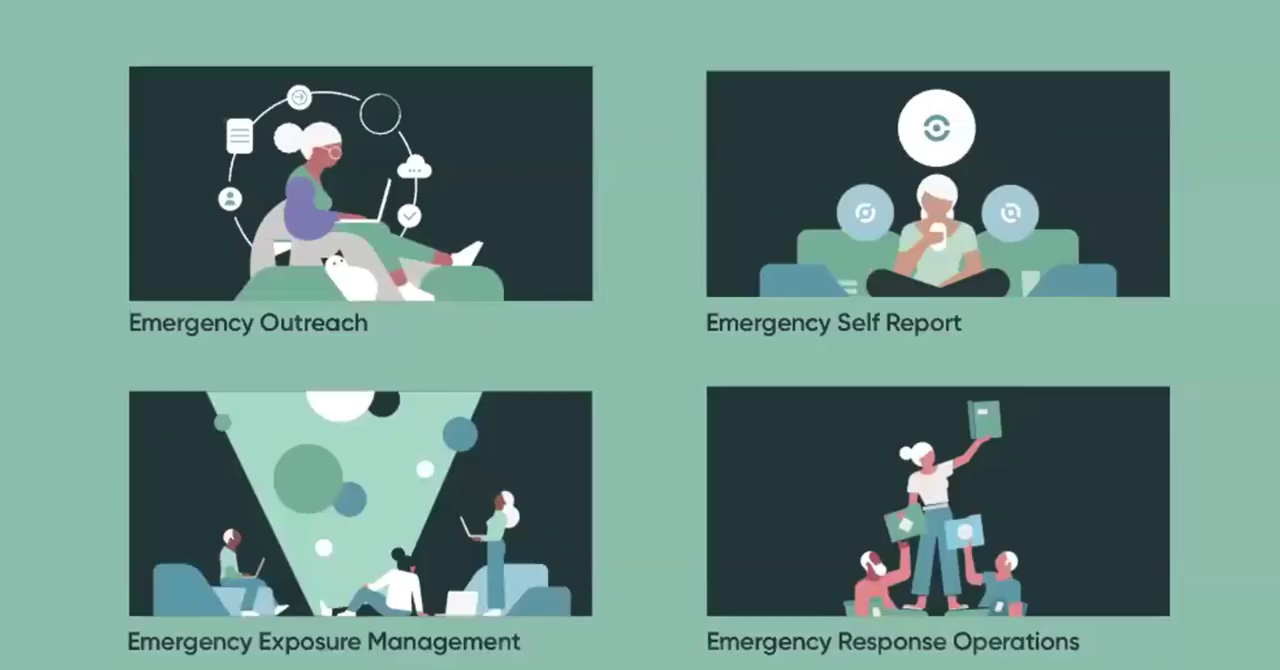 Emergency Outreach
Emergency Self Report
Emergency Exposure Management
Emergency Response Operations